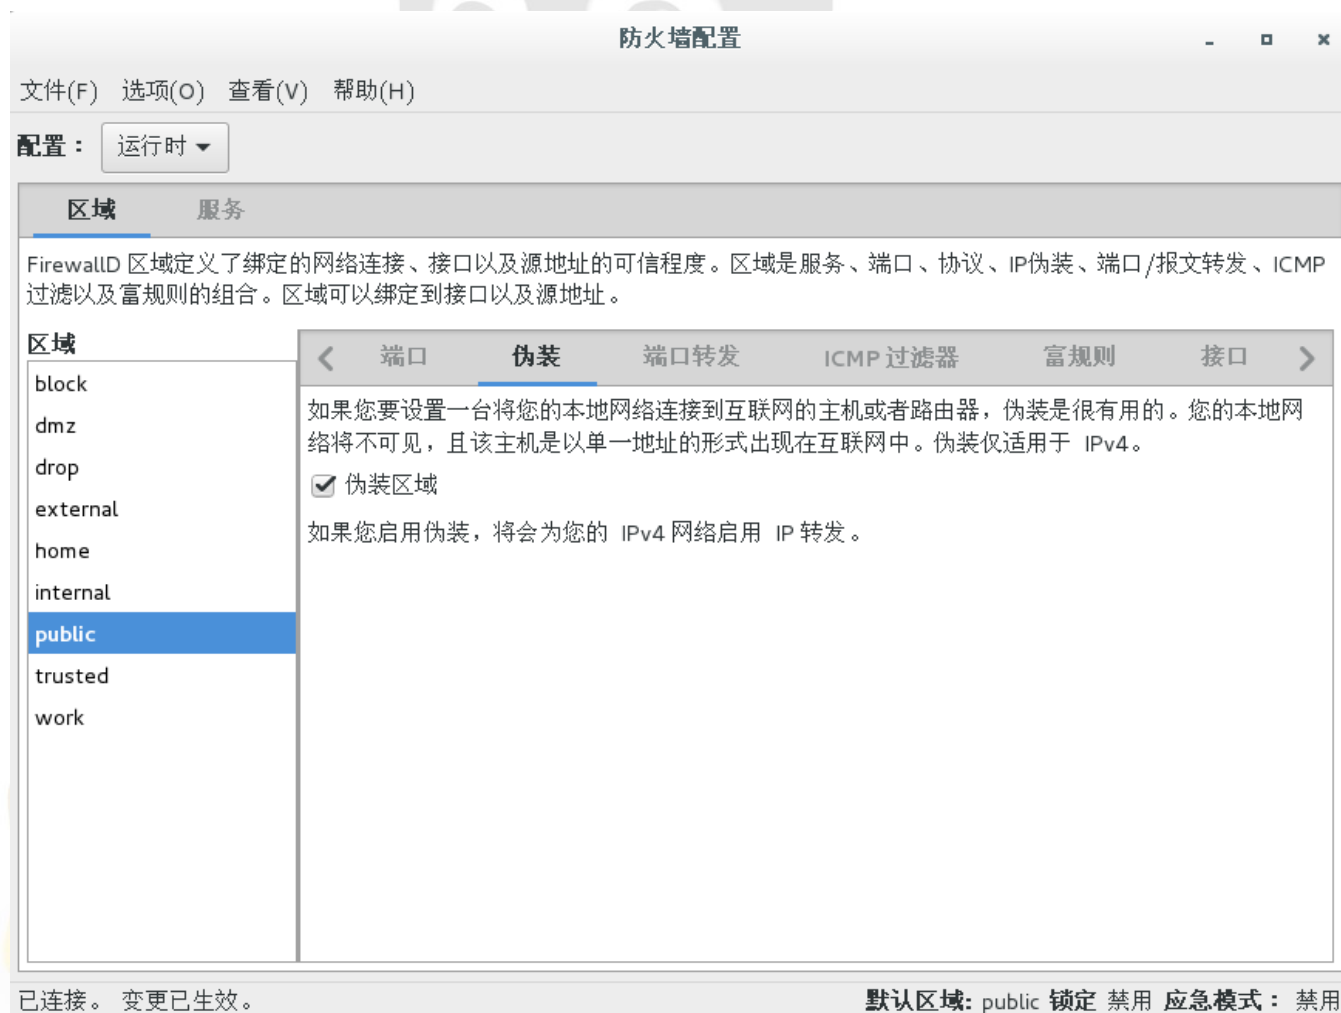 防火墙配置
文件(F) 选项(O) 查看(V) 帮助(H)
配置： 运行时
区域 服务
FirewallD 区域定义了绑定的网络连接、接口以及源地址的可信程度。区域是服务、端口、协议、IP伪装、端口/报文转发、ICMP
过滤以及富规则的组合。区域可以绑定到接口以及源地址。
区域
block
dmz
drop
external
home
internal
public
trusted
work
端口 伪装 端口转发 ICMP 过滤器 富规则 接口
如果您要设置一台将您的本地网络连接到互联网的主机或者路由器，伪装是很有用的。您的本地网
络将不可见，且该主机是以单一地址的形式出现在互联网中。伪装仅适用于 IPv4。
伪装区域
如果您启用伪装，将会为您的 IPv4 网络启用 IP 转发。
已连接。 变更已生效。
默认区域: public 锁定 禁用 应急模式： 禁用